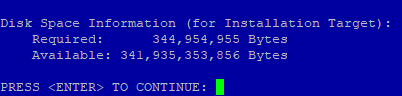 Disk Space Information (for Installation Target):
Required: 344,954,955 Bytes
Available: 341,935,353,856 Bytes
PRESS <ENTER> TO CONTINUE: